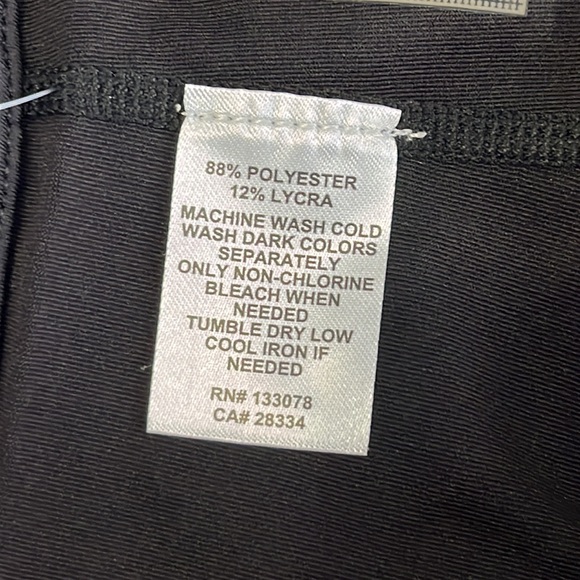 88% POLYESTER
12% LYCRA
MACHINE WASH COLD
WASH DARK COLORS
SEPARATELY
ONLY NON-CHLORINE
BLEACH WHEN
NEEDED
TUMBLE DRY LOW
COOL IRON IF
NEEDED
RN# 133078
CA# 28334